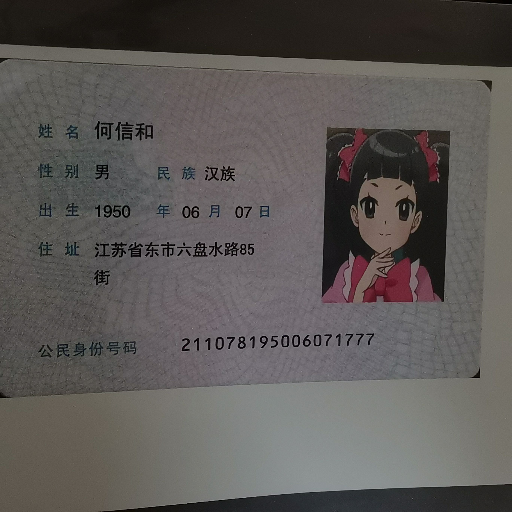 姓名 何信和
性别 男 民族 汉族
出生 1950 年 06 月 07 日
住址 江苏省东市六盘水路85
街
公民身份号码 211078195006071777